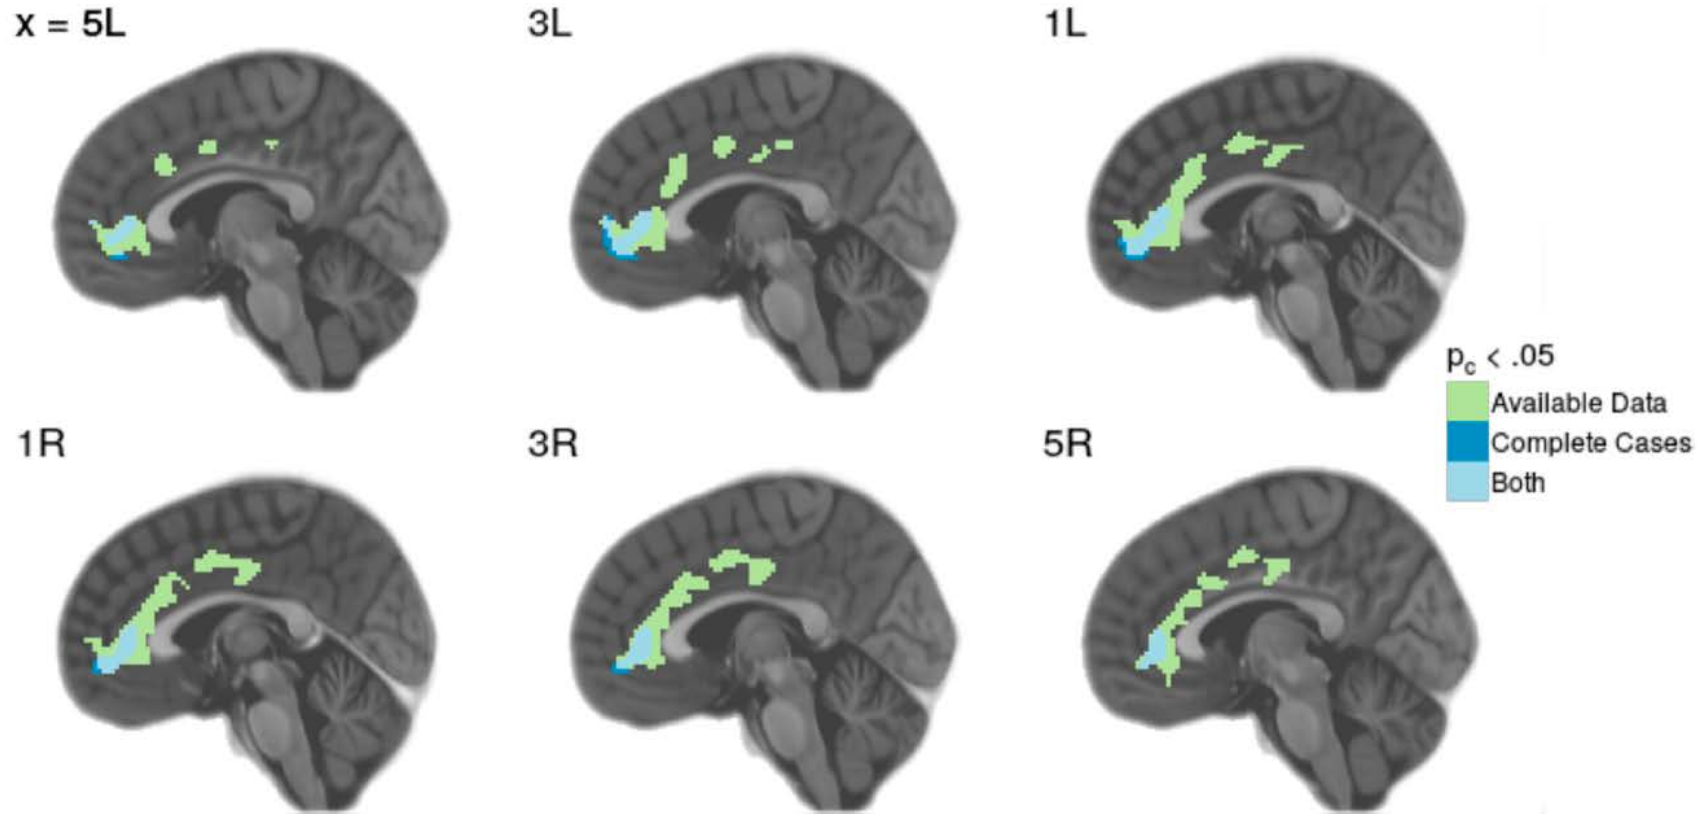 x = 5L
3L
1L
1R
3R
5R
pc < .05
Available Data
Complete Cases
Both